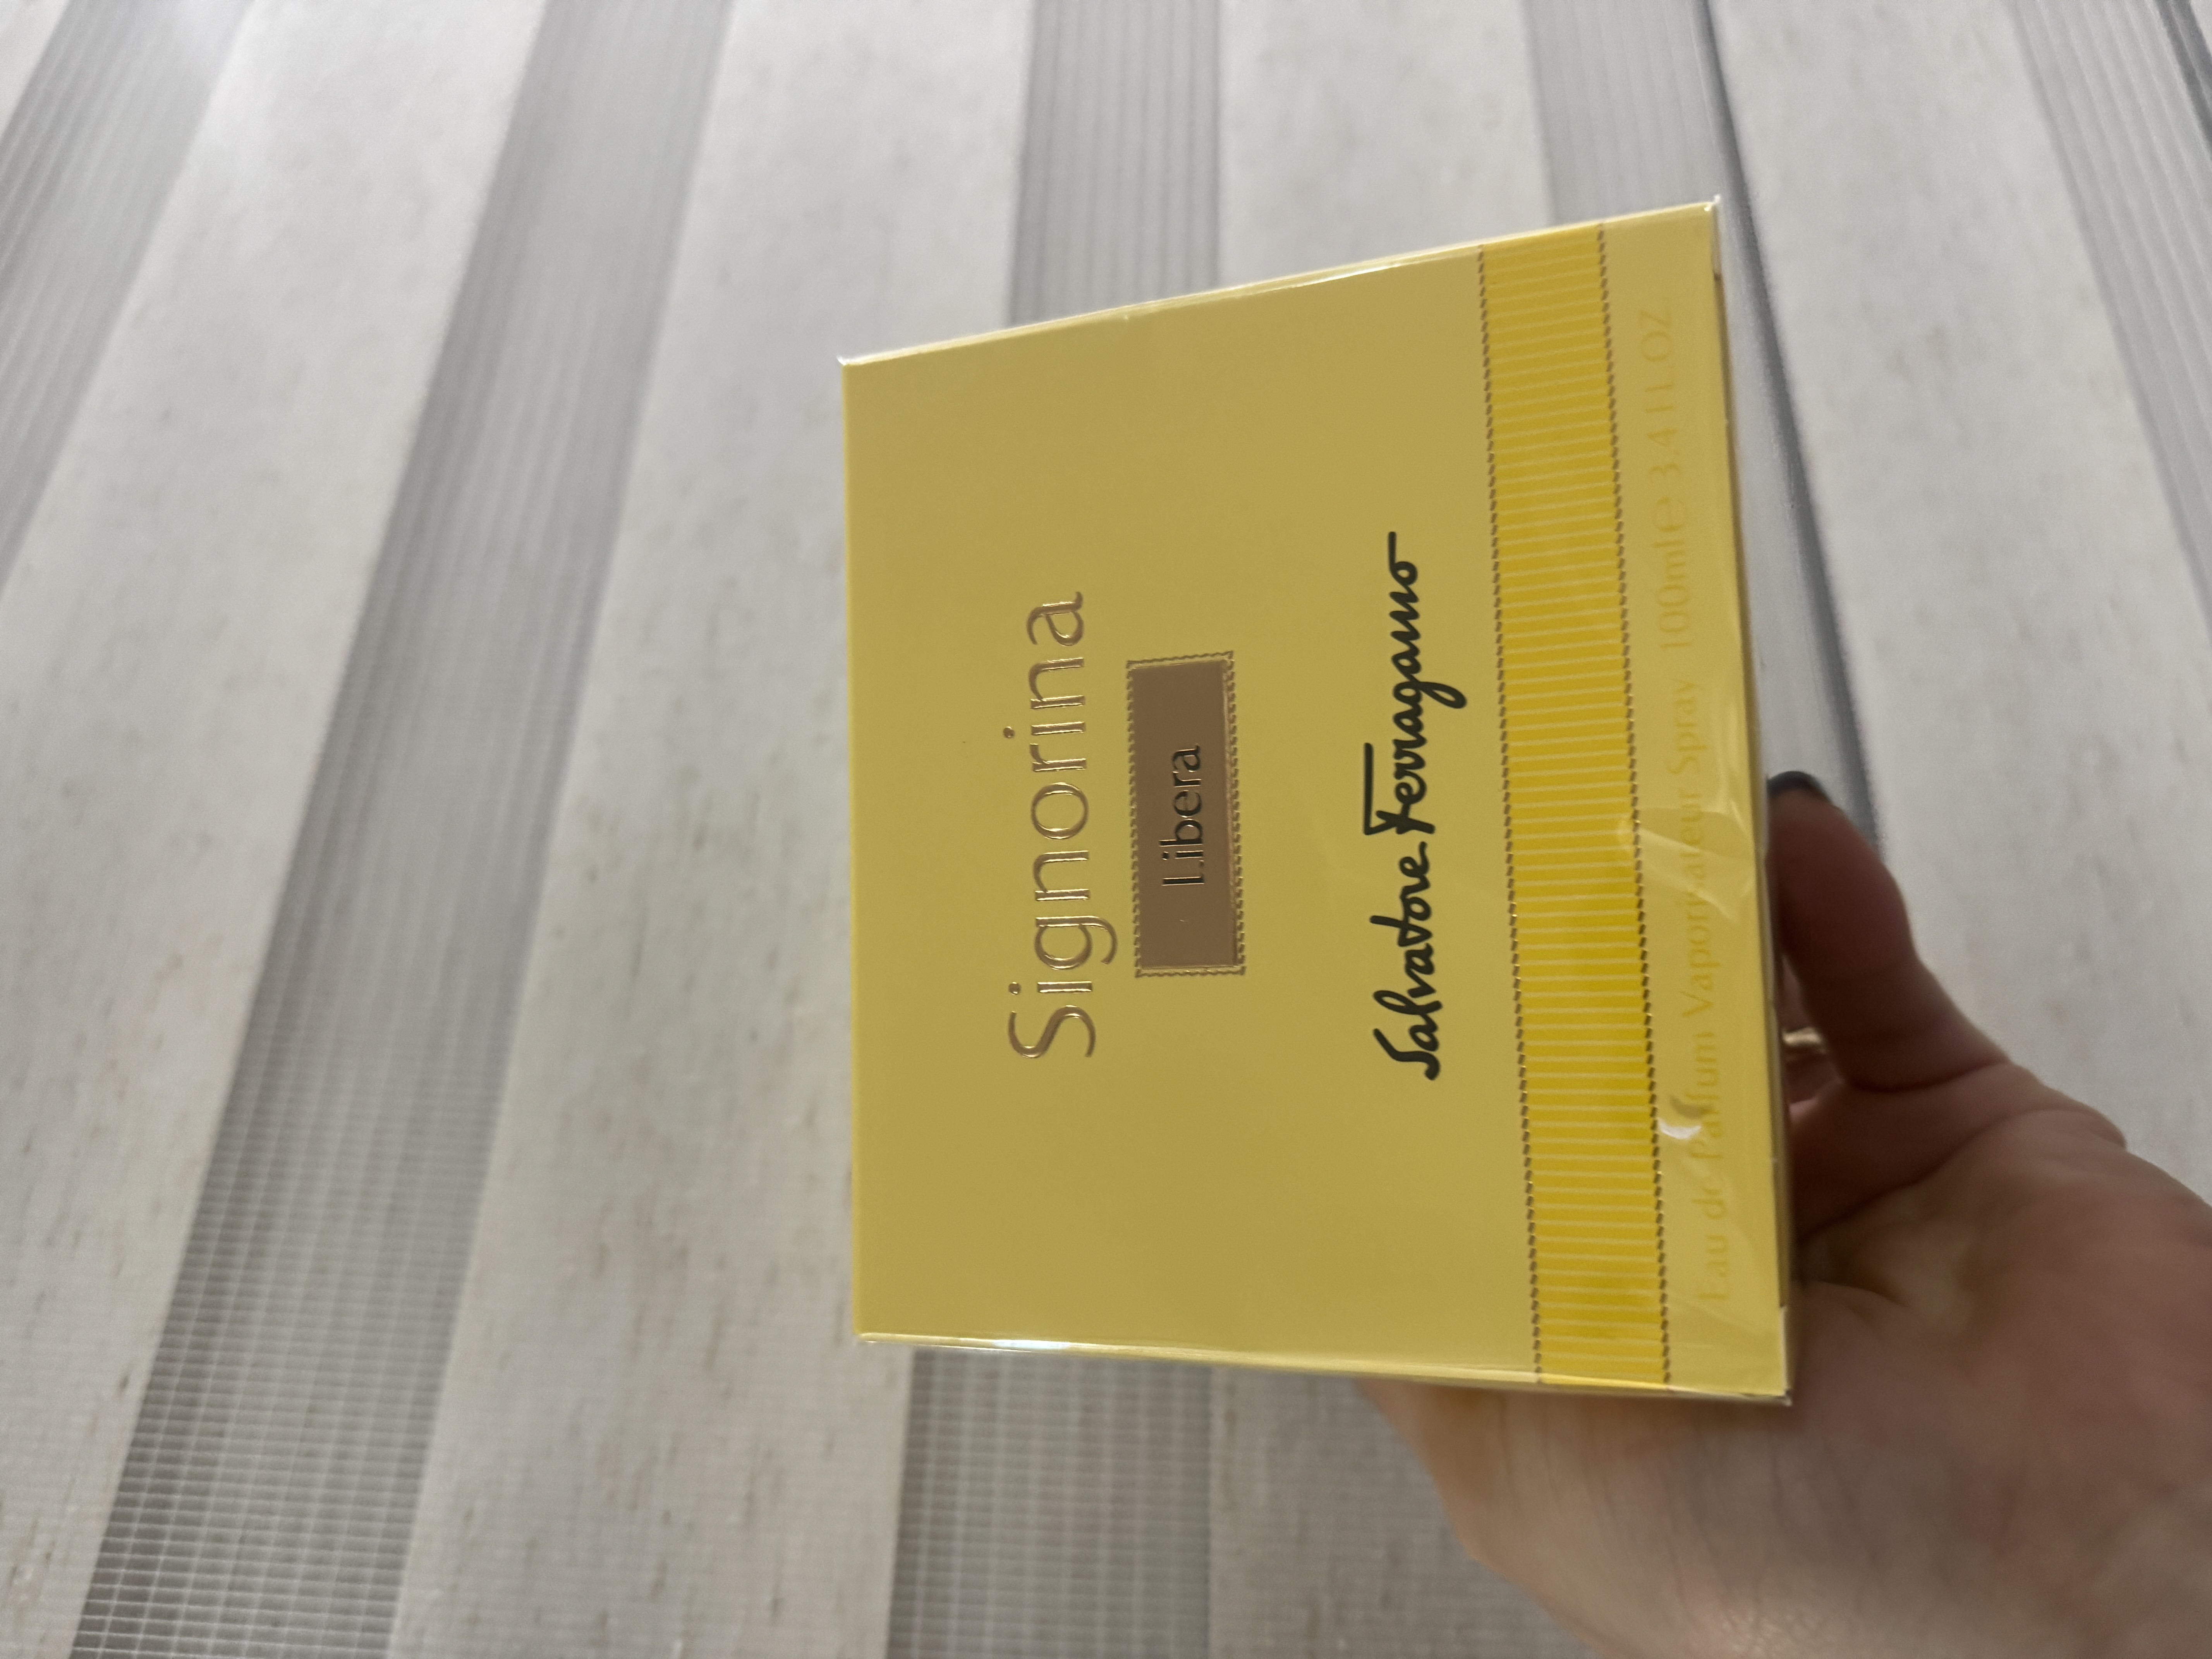 Signorina
Libera
Salvatore Ferragamo
Eau de Parfum Vaporisateur Spray 100ml e 3.4 FL.OZ